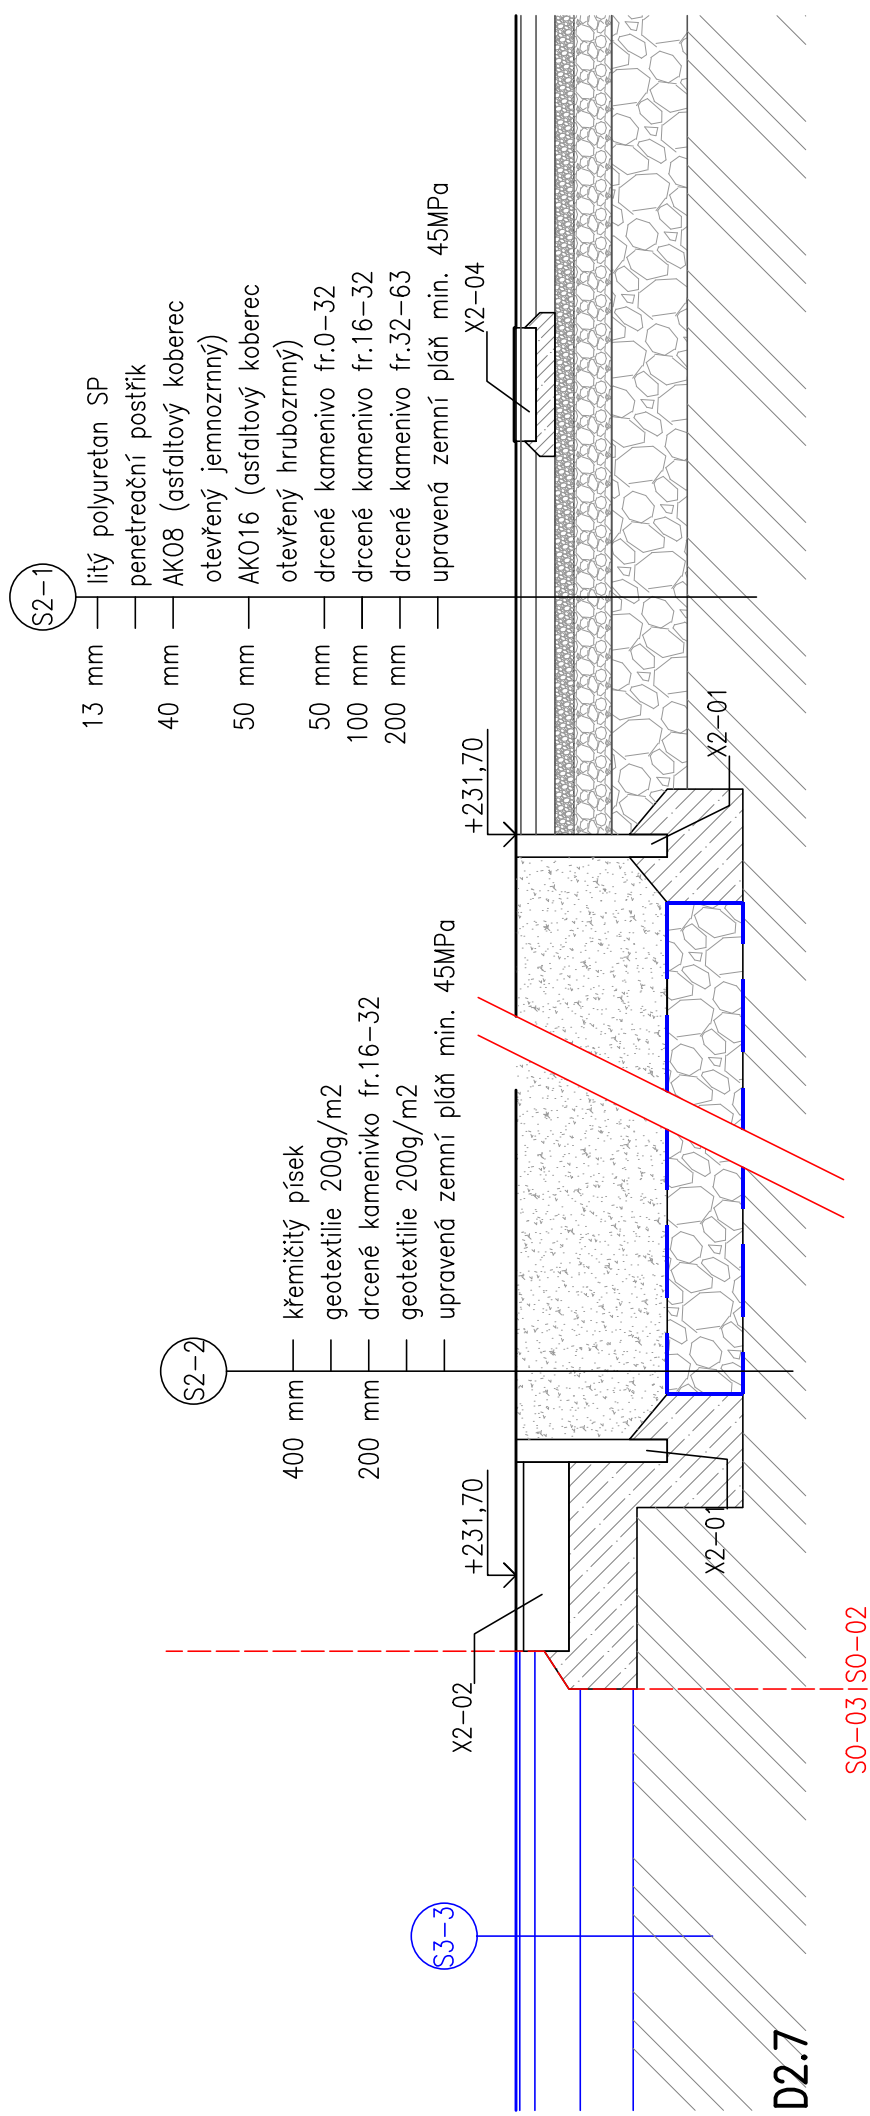 S2-1
13 mm litý polyuretan SP
penetreační postřik
40 mm AKO8 (asfaltový koberec
otevřený jemnozrnný)
50 mm AKO16 (asfaltový koberec
otevřený hrubozrnný)
50 mm drcené kamenivo fr.0-32
100 mm drcené kamenivo fr.16-32
200 mm drcené kamenivo fr.32-63
upravená zemní pláň min. 45MPa
S2-2
400 mm křemičitý písek
geotextilie 200g/m2
200 mm drcené kamenivko fr.16-32
geotextilie 200g/m2
upravená zemní pláň min. 45MPa
S3-3
X2-02
+231,70
+231,70
X2-04
X2-01
X2-01
SO-03 SO-02
D2.7